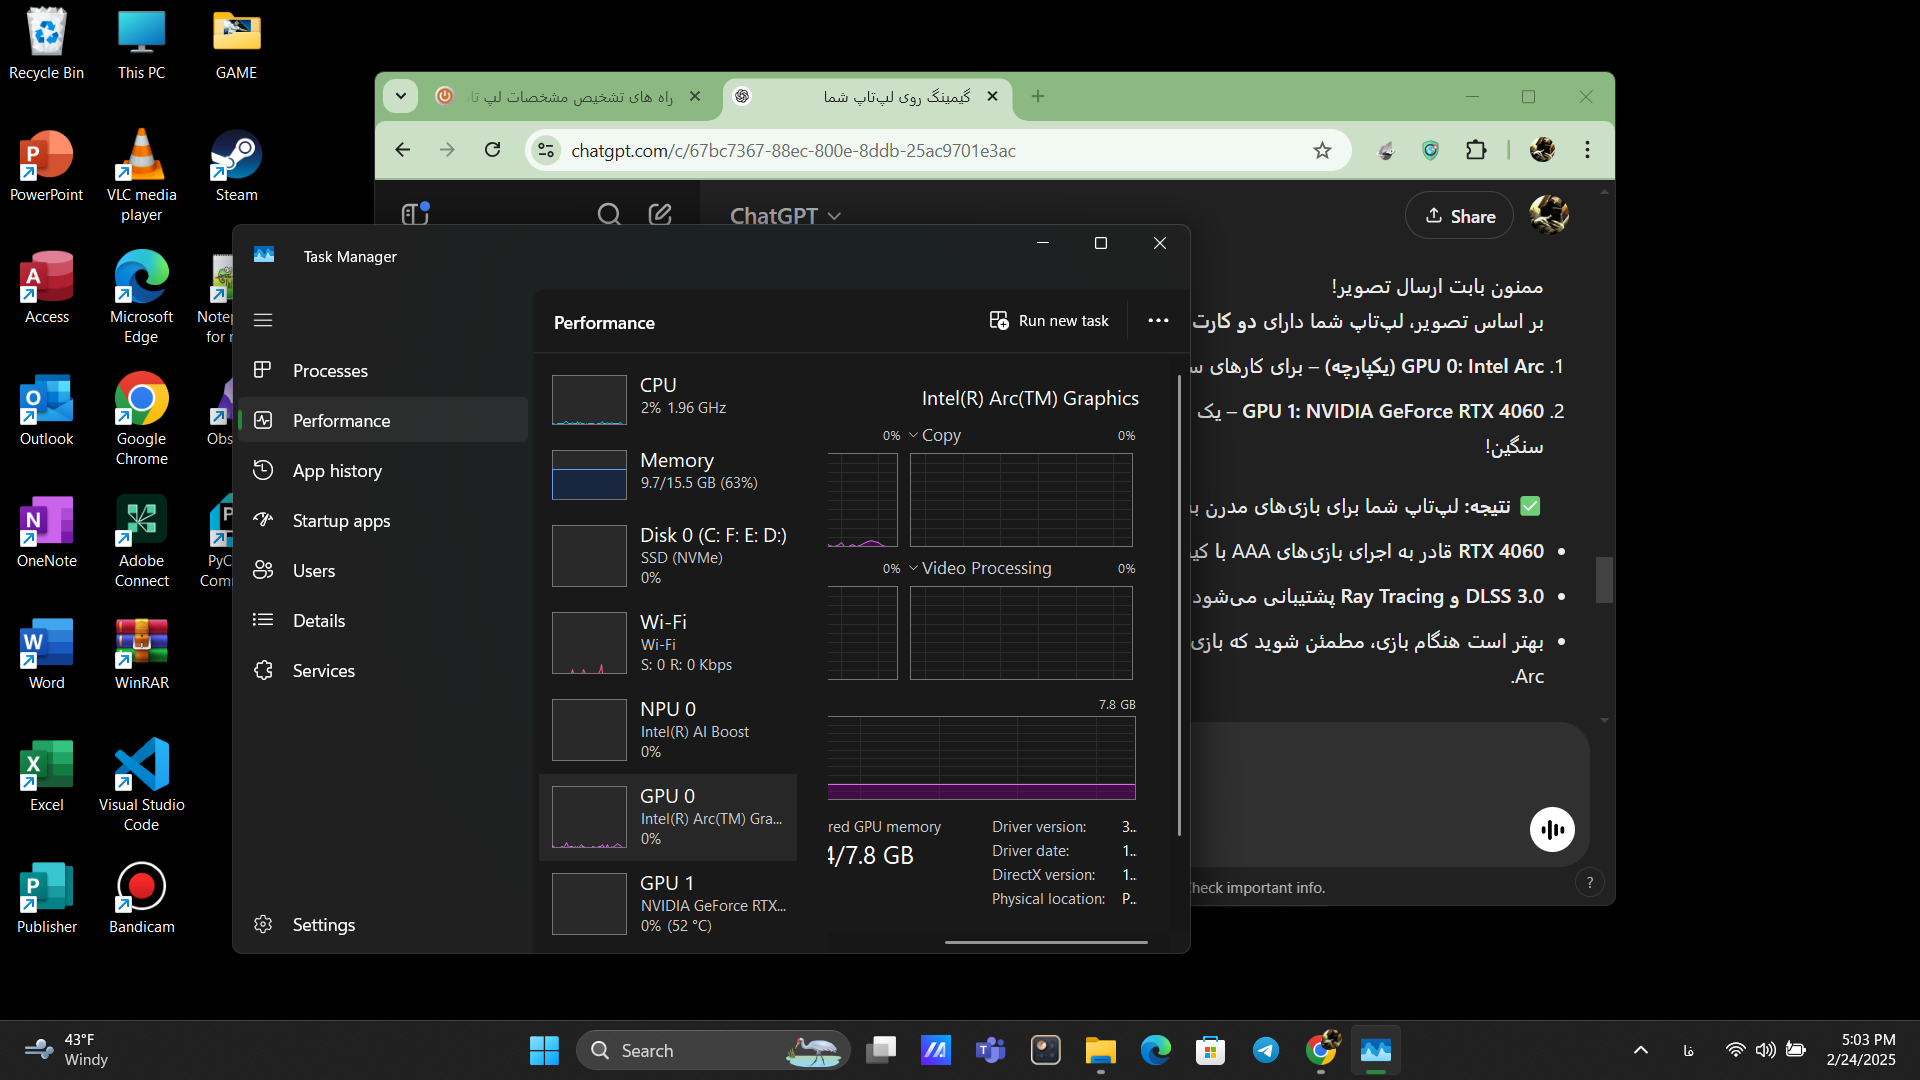 Recycle Bin
This PC
GAME
PowerPoint
VLC media
player
Steam
Access
Microsoft
Edge
Notep
for n
Outlook
Google
Chrome
Obs
OneNote
Adobe
Connect
PyC
Com
Word
WinRAR
Excel
Visual Studio
Code
Publisher
Bandicam
راه های تشخیص مشخصات لپ تا
گیمینگ روی لپ‌تاپ شما
chatgpt.com/c/67bc7367-88ec-800e-8ddb-25ac9701e3ac
ChatGPT
Share
ممنون بابت ارسال تصویر!
بر اساس تصویر، لپ‌تاپ شما دارای دو کارت
1. GPU 0: Intel Arc (یکپارچه) – برای کارهای س
2. GPU 1: NVIDIA GeForce RTX 4060 – یک
سنگین!
✅ نتیجه: لپ‌تاپ شما برای بازی‌های مدرن به
• RTX 4060 قادر به اجرای بازی‌های AAA با کی
• DLSS 3.0 و Ray Tracing پشتیبانی می‌شود
• بهتر است هنگام بازی، مطمئن شوید که بازی
Arc.
Check important info.
?
Task Manager
Processes
Performance
App history
Startup apps
Users
Details
Services
Settings
Performance
Run new task
CPU
2% 1.96 GHz
Memory
9.7/15.5 GB (63%)
Disk 0 (C: F: E: D:)
SSD (NVMe)
0%
Wi-Fi
Wi-Fi
S: 0 R: 0 Kbps
NPU 0
Intel(R) AI Boost
0%
GPU 0
Intel(R) Arc(TM) Gra...
0%
GPU 1
NVIDIA GeForce RTX...
0% (52 °C)
Intel(R) Arc(TM) Graphics
0% Copy 0%
0% Video Processing 0%
7.8 GB
red GPU memory
4/7.8 GB
Driver version: 3..
Driver date: 1..
DirectX version: 1..
Physical location: P..
43°F
Windy
Search
فا
5:03 PM
2/24/2025